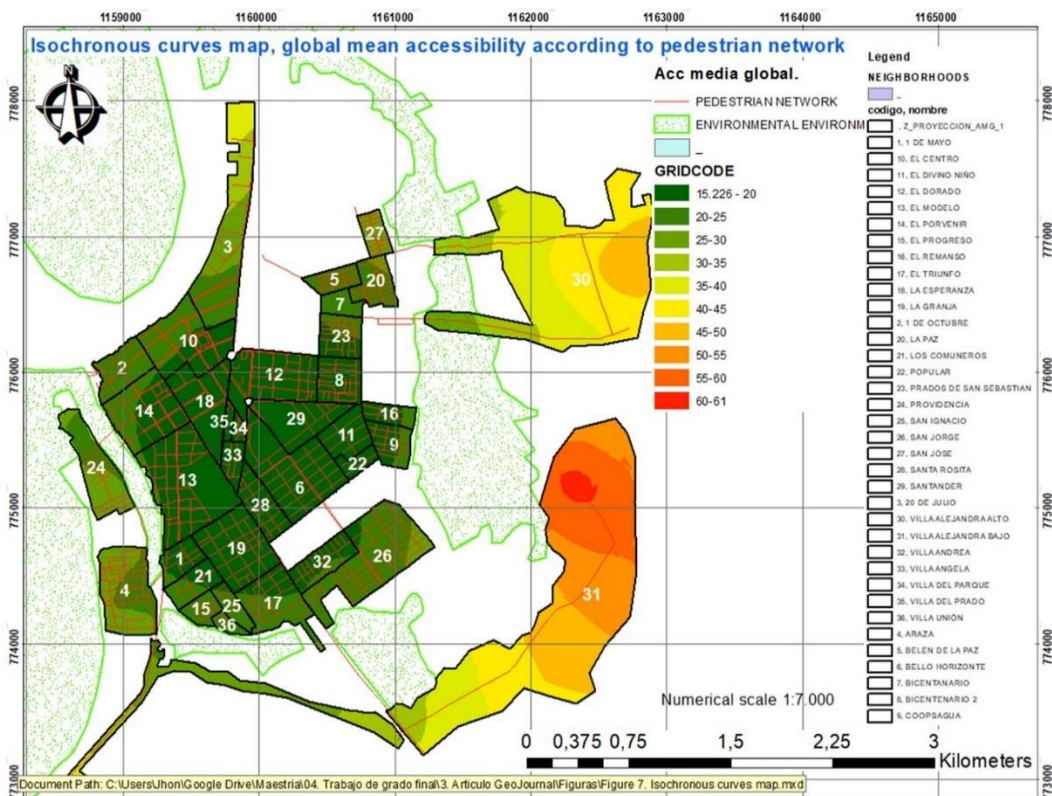 1159000 1160000 1161000 1162000 1163000 1164000 1165000
Isochronous curves map, global mean accessibility according to pedestrian network
N
Acc media global.
PEDESTRIAN NETWORK
ENVIRONMENTAL ENVIRONM
_
GRIDCODE
15.226 - 20
20-25
25-30
30-35
35-40
40-45
45-50
50-55
55-60
60-61
Legend
NEIGHBORHOODS
_
codigo, nombre
, Z_PROYECCION_AMG_1
1, 1 DE MAYO
10, EL CENTRO
11, EL DIVINO NIÑO
12, EL DORADO
13, EL MODELO
14, EL PORVENIR
15, EL PROGRESO
16, EL REMANSO
17, EL TRIUNFO
18, LA ESPERANZA
19, LA GRANJA
2, 1 DE OCTUBRE
20, LA PAZ
21, LOS COMUNEROS
22, POPULAR
23, PRADOS DE SAN SEBASTIAN
24, PROVIDENCIA
25, SAN IGNACIO
26, SAN JORGE
27, SAN JOSE
28, SANTA ROSITA
29, SANTANDER
3, 20 DE JULIO
30, VILLA ALEJANDRA ALTO
31, VILLA ALEJANDRA BAJO
32, VILLA ANDREA
33, VILLA ANGELA
34, VILLA DEL PARQUE
35, VILLA DEL PRADO
36, VILLA UNIÓN
4, ARAZA
5, BELEN DE LA PAZ
6, BELLO HORIZONTE
7, BICENTANARIO
8, BICENTENARIO 2
9, COOPSAGUA
778000
777000
776000
775000
774000
773000
778000
777000
776000
775000
774000
773000
27
3
5
20
30
7
10
23
2
12
8
18
14
35
34
29
16
11
9
33
24
22
13
6
28
19
26
32
1
21
4
25
15
17
36
31
Numerical scale 1:7.000
0 0,375 0,75 1,5 2,25 3
Kilometers
Document Path: C:\Users\Jhon\Google Drive\Maestria\04. Trabajo de grado final\3. Articulo GeoJournal\Figuras\Figure 7. Isochronous curves map.mxd